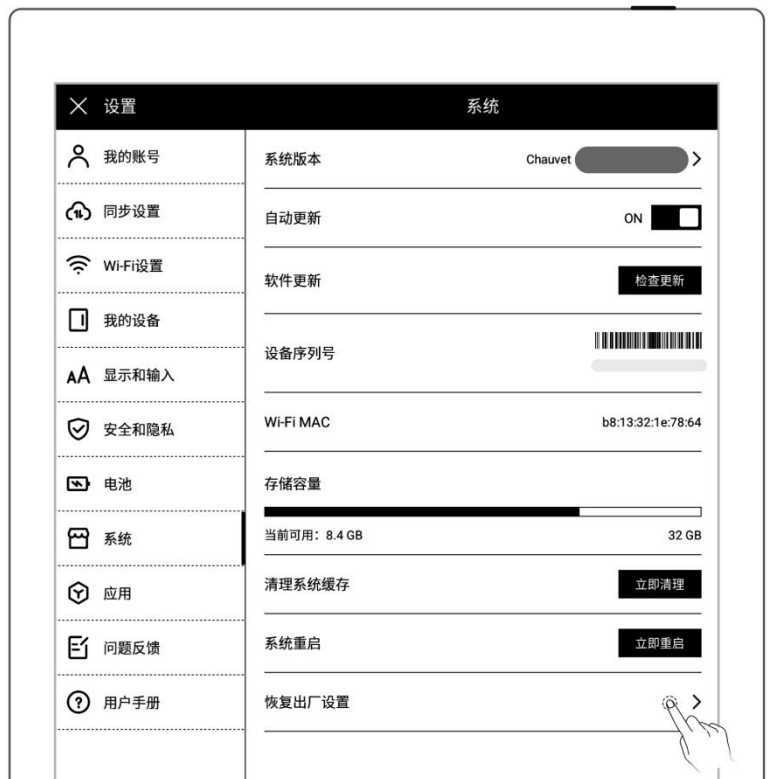 设置
系统
我的账号
同步设置
Wi-Fi设置
我的设备
显示和输入
安全和隐私
电池
系统
应用
问题反馈
用户手册
系统版本 Chauvet
自动更新 ON
软件更新 检查更新
设备序列号
Wi-Fi MAC b8:13:32:1e:78:64
存储容量
当前可用：8.4 GB 32 GB
清理系统缓存 立即清理
系统重启 立即重启
恢复出厂设置